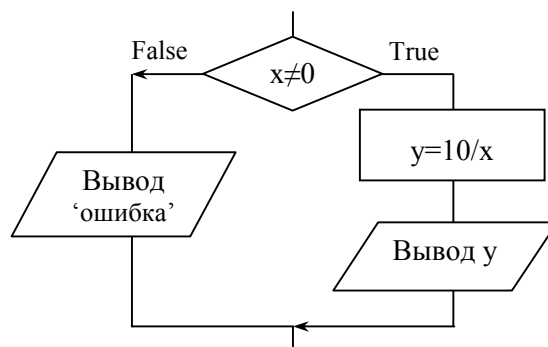 False
True
x≠0
y=10/x
Вывод
‘ошибка’
Вывод y